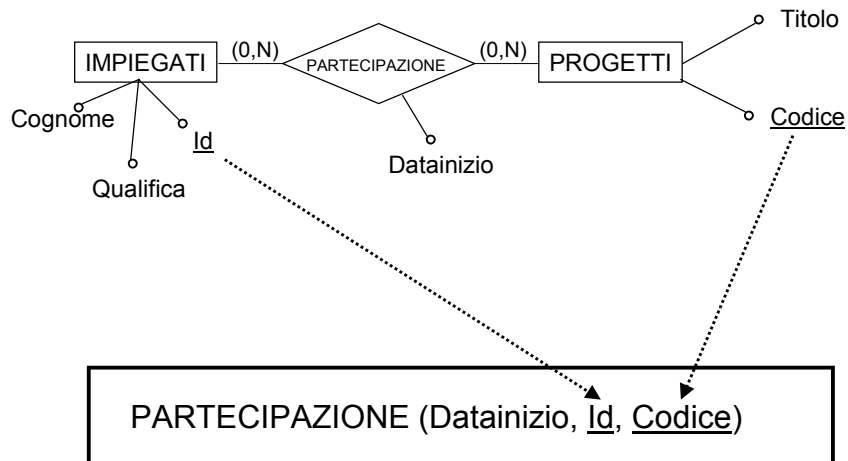 Titolo
IMPIEGATI (0,N) PARTECIPAZIONE (0,N) PROGETTI
Cognome Id Codice
Qualifica Datainizio
PARTECIPAZIONE (Datainizio, Id, Codice)